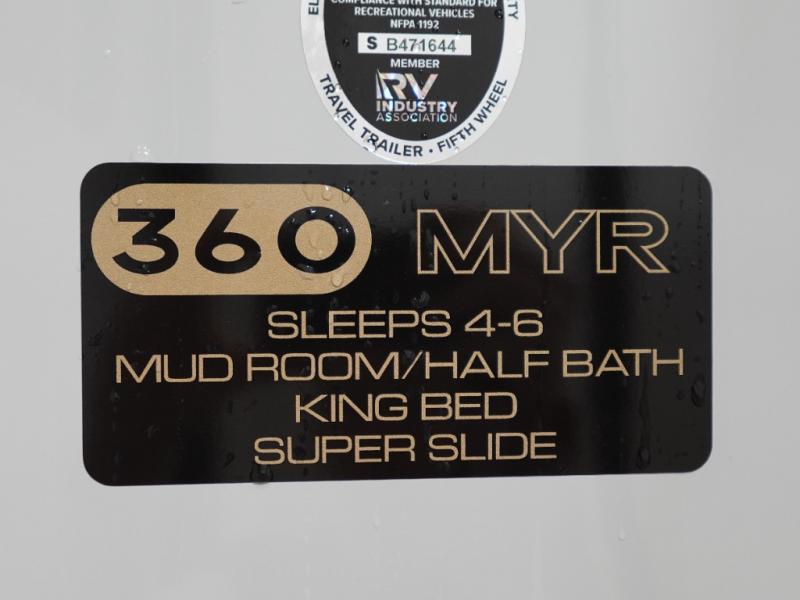 COMPLIANCE WITH STANDARD FOR
RECREATIONAL VEHICLES
NFPA 1192
S B471644
MEMBER
RV
INDUSTRY
ASSOCIATION
TRAVEL TRAILER • FIFTH WHEEL
360 MYR
SLEEPS 4-6
MUD ROOM/HALF BATH
KING BED
SUPER SLIDE